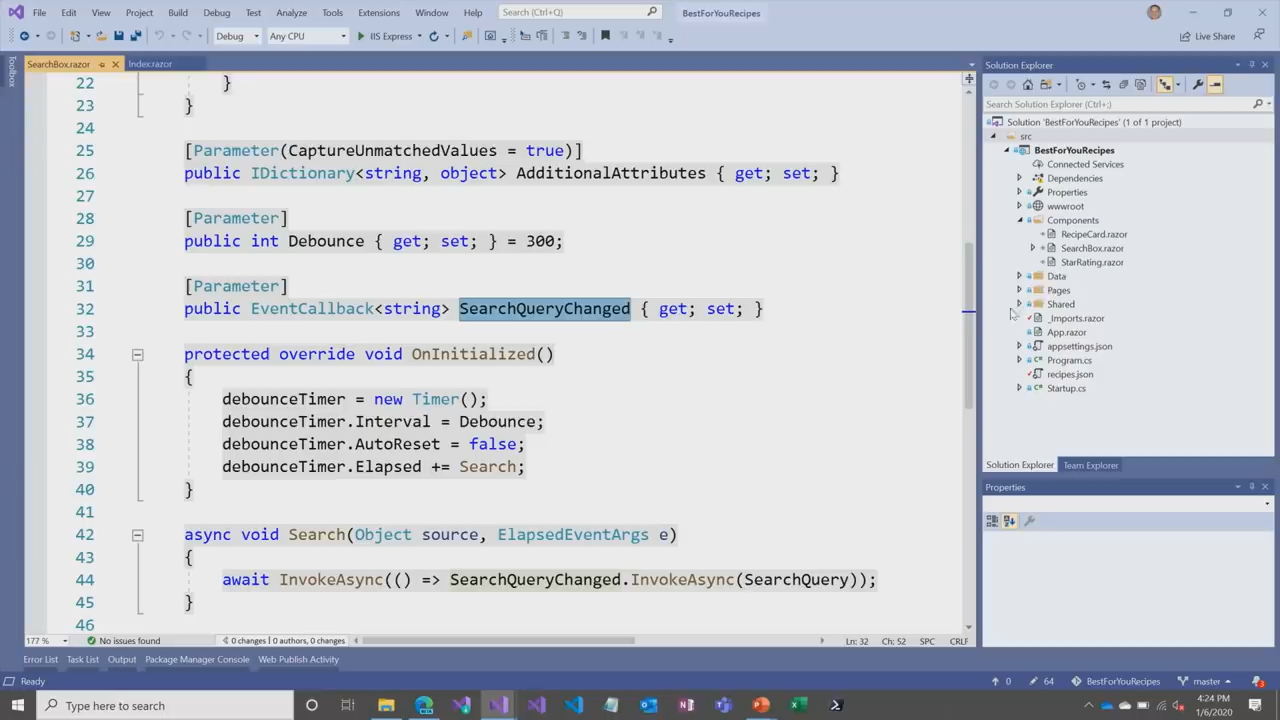 File Edit View Project Build Debug Test Analyze Tools Extensions Window Help Search (Ctrl+Q) BestForYouRecipes
Debug Any CPU IIS Express Live Share
Toolbox
SearchBox.razor Index.razor
22 }
23 }
24
25 [Parameter(CaptureUnmatchedValues = true)]
26 public IDictionary<string, object> AdditionalAttributes { get; set; }
27
28 [Parameter]
29 public int Debounce { get; set; } = 300;
30
31 [Parameter]
32 public EventCallback<string> SearchQueryChanged { get; set; }
33
34 protected override void OnInitialized()
35 {
36 debounceTimer = new Timer();
37 debounceTimer.Interval = Debounce;
38 debounceTimer.AutoReset = false;
39 debounceTimer.Elapsed += Search;
40 }
41
42 async void Search(Object source, ElapsedEventArgs e)
43 {
44 await InvokeAsync(() => SearchQueryChanged.InvokeAsync(SearchQuery));
45 }
46
177 % No issues found 0 changes | 0 authors, 0 changes Ln: 32 Ch: 52 SPC CRLF
Solution Explorer
Search Solution Explorer (Ctrl+;)
Solution 'BestForYouRecipes' (1 of 1 project)
src
BestForYouRecipes
Connected Services
Dependencies
Properties
wwwroot
Components
RecipeCard.razor
SearchBox.razor
StarRating.razor
Data
Pages
Shared
_Imports.razor
App.razor
appsettings.json
Program.cs
recipes.json
Startup.cs
Solution Explorer Team Explorer
Properties
Error List Task List Output Package Manager Console Web Publish Activity
Ready 0 64 BestForYouRecipes master 3
Type here to search
4:24 PM
1/6/2020